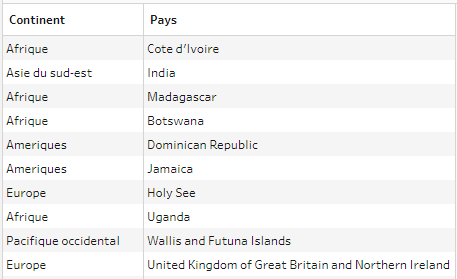 Continent Pays
Afrique Cote d'Ivoire
Asie du sud-est India
Afrique Madagascar
Afrique Botswana
Ameriques Dominican Republic
Ameriques Jamaica
Europe Holy See
Afrique Uganda
Pacifique occidental Wallis and Futuna Islands
Europe United Kingdom of Great Britain and Northern Ireland